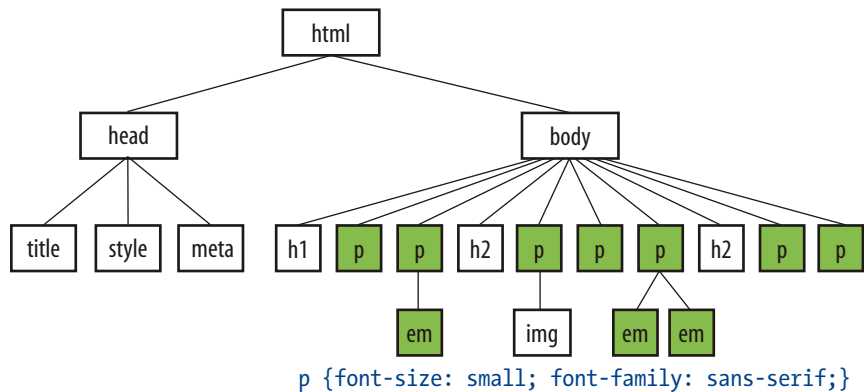 html
head body
title style meta h1 p p h2 p p p h2 p p
em img em em
p {font-size: small; font-family: sans-serif;}